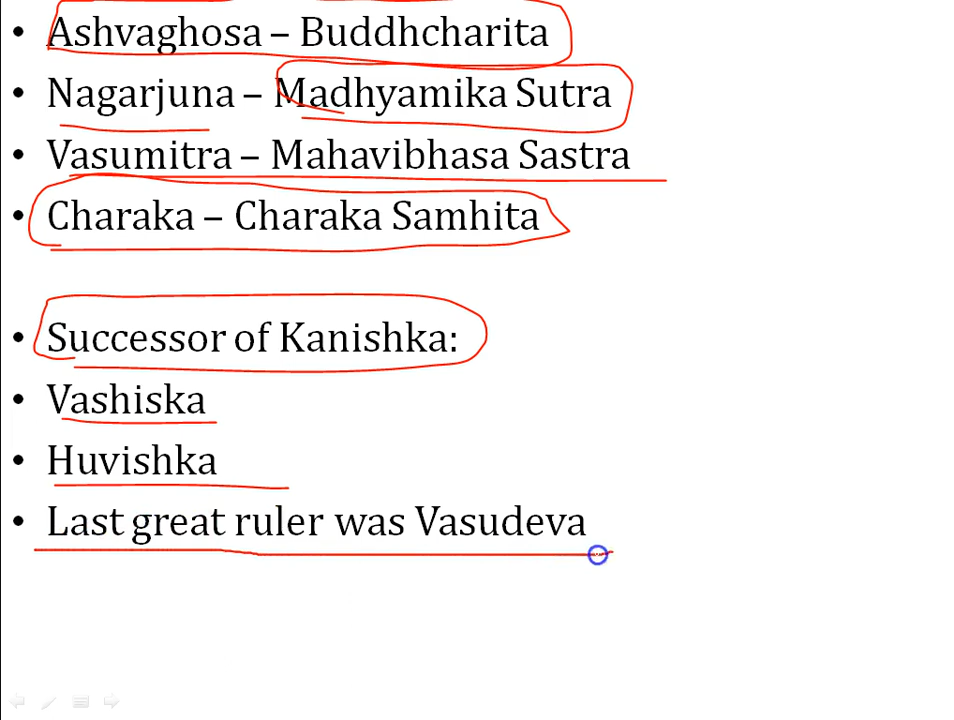 • Ashvaghosa – Buddhcharita
• Nagarjuna – Madhyamika Sutra
• Vasumitra – Mahavibhasa Sastra
• Charaka – Charaka Samhita
• Successor of Kanishka:
• Vashiska
• Huvishka
• Last great ruler was Vasudeva